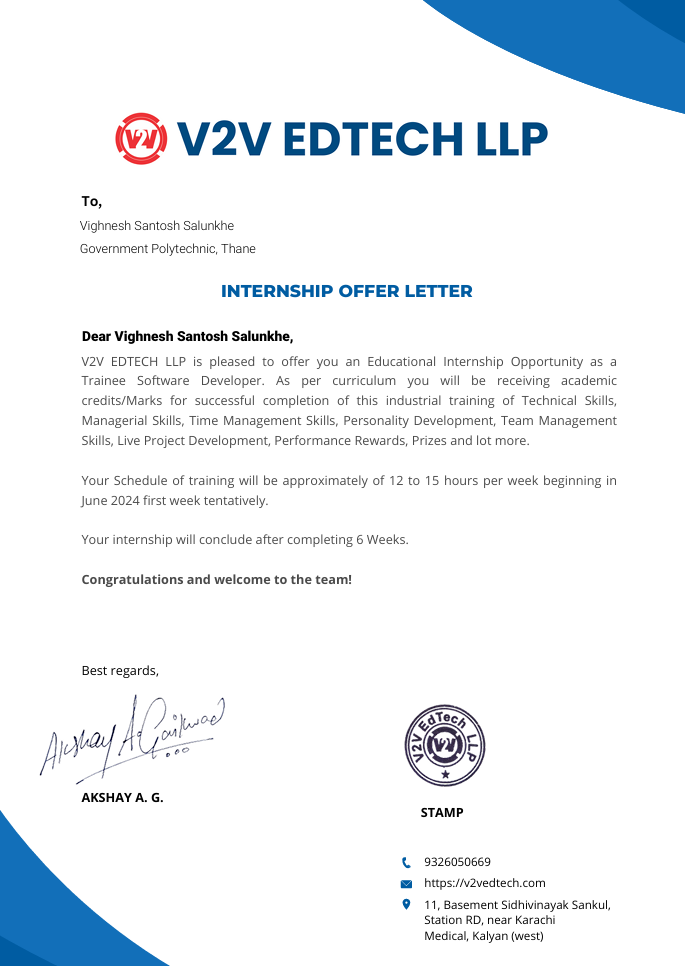 V2V V2V EDTECH LLP
To,
Vighnesh Santosh Salunkhe
Government Polytechnic, Thane
INTERNSHIP OFFER LETTER
Dear Vighnesh Santosh Salunkhe,
V2V EDTECH LLP is pleased to offer you an Educational Internship Opportunity as a
Trainee Software Developer. As per curriculum you will be receiving academic
credits/Marks for successful completion of this industrial training of Technical Skills,
Managerial Skills, Time Management Skills, Personality Development, Team Management
Skills, Live Project Development, Performance Rewards, Prizes and lot more.
Your Schedule of training will be approximately of 12 to 15 hours per week beginning in
June 2024 first week tentatively.
Your internship will conclude after completing 6 Weeks.
Congratulations and welcome to the team!
Best regards,
Akshay A. Gaikwad
AKSHAY A. G.
V2V EdTech LLP
V2V
STAMP
9326050669
https://v2vedtech.com
11, Basement Sidhivinayak Sankul,
Station RD, near Karachi
Medical, Kalyan (west)